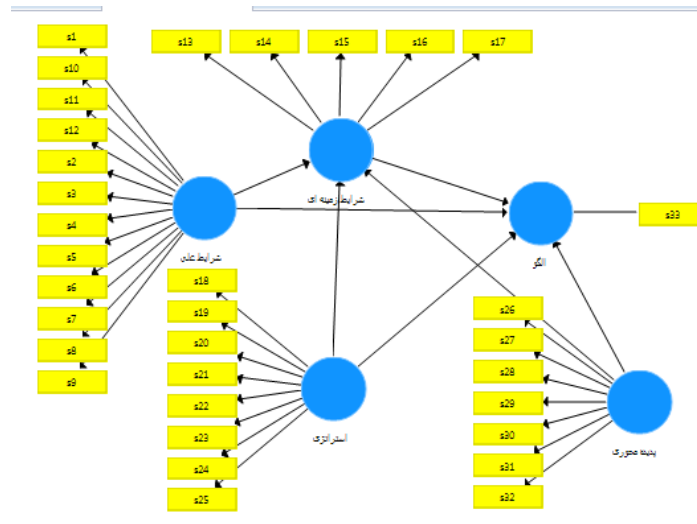 s1
s10
s11
s12
s2
s3
s4
s5
s6
s7
s8
s9
s13
s14
s15
s16
s17
شرایط علی
شرایط زمینه ای
الگو
s33
s18
s19
s20
s21
s22
s23
s24
s25
استراتژی
s26
s27
s28
s29
s30
s31
s32
پدیده محوری